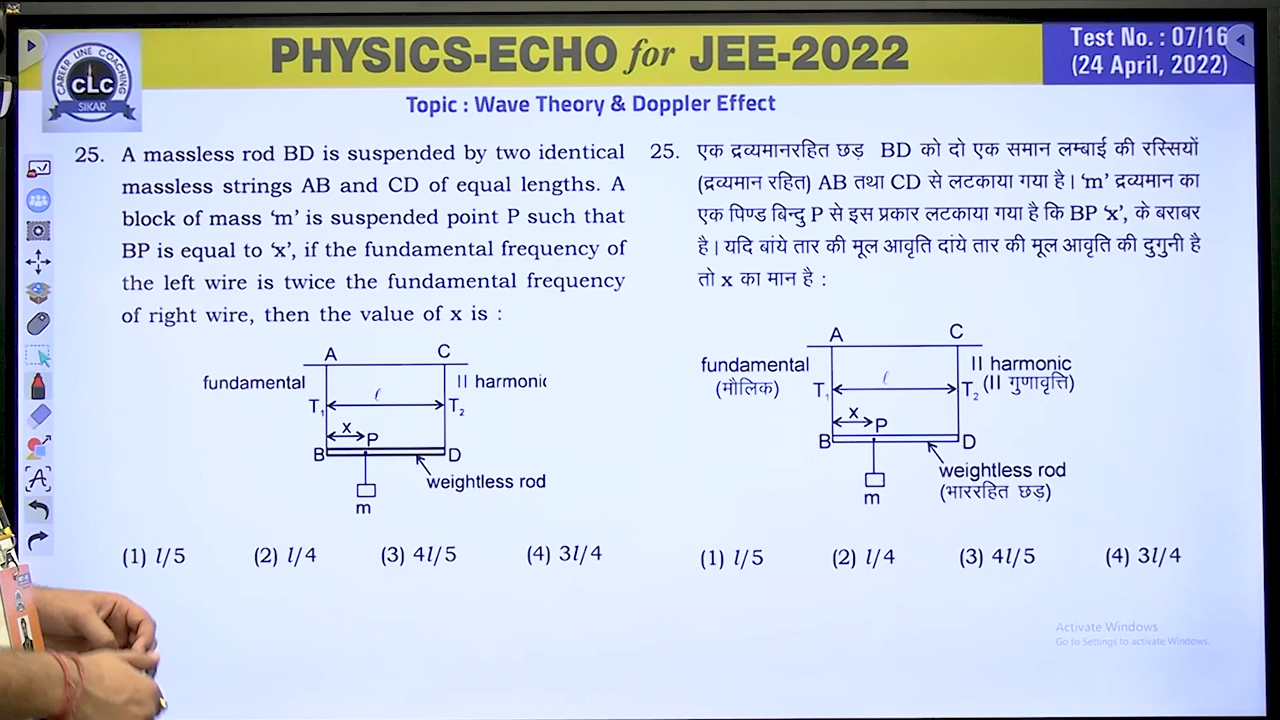 CAREER LINE COACHING
CLC
SIKAR
PHYSICS-ECHO for JEE-2022
Test No. : 07/16
(24 April, 2022)
Topic : Wave Theory & Doppler Effect
25. A massless rod BD is suspended by two identical
massless strings AB and CD of equal lengths. A
block of mass ‘m’ is suspended point P such that
BP is equal to ‘x’, if the fundamental frequency of
the left wire is twice the fundamental frequency
of right wire, then the value of x is :
A C
fundamental II harmonic
ℓ
T₁ T₂
x
P
B D
weightless rod
m
(1) l/5 (2) l/4 (3) 4l/5 (4) 3l/4
25. एक द्रव्यमानरहित छड़ BD को दो एक समान लम्बाई की रस्सियों
(द्रव्यमान रहित) AB तथा CD से लटकाया गया है। ‘m’ द्रव्यमान का
एक पिण्ड बिन्दु P से इस प्रकार लटकाया गया है कि BP ‘x’, के बराबर
है। यदि बांये तार की मूल आवृति दांये तार की मूल आवृति की दुगुनी है
तो x का मान है :
A C
fundamental II harmonic
(मौलिक) (II गुणावृत्ति)
ℓ
T₁ T₂
x
P
B D
weightless rod
(भाररहित छड़)
m
(1) l/5 (2) l/4 (3) 4l/5 (4) 3l/4
Activate Windows
Go to Settings to activate Windows.